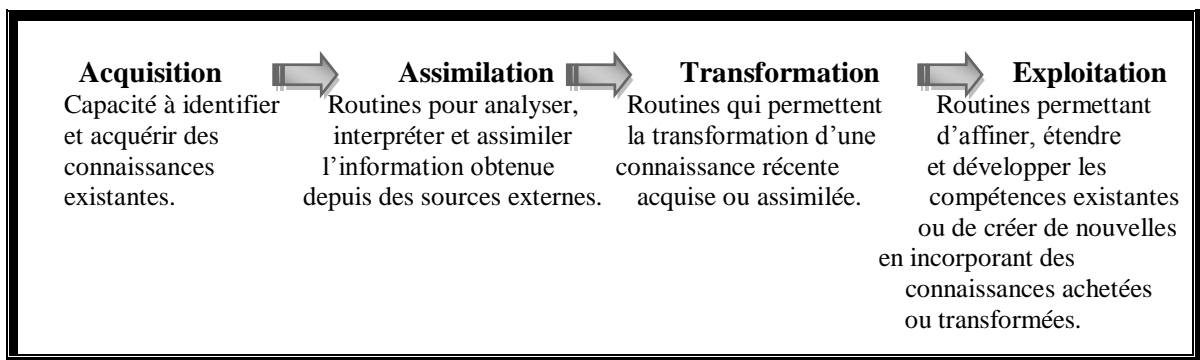 Acquisition
Capacité à identifier
et acquérir des
connaissances
existantes.
Assimilation
Routines pour analyser,
interpréter et assimiler
l’information obtenue
depuis des sources externes.
Transformation
Routines qui permettent
la transformation d’une
connaissance récente
acquise ou assimilée.
Exploitation
Routines permettant
d’affiner, étendre
et développer les
compétences existantes
ou de créer de nouvelles
en incorporant des
connaissances achetées
ou transformées.